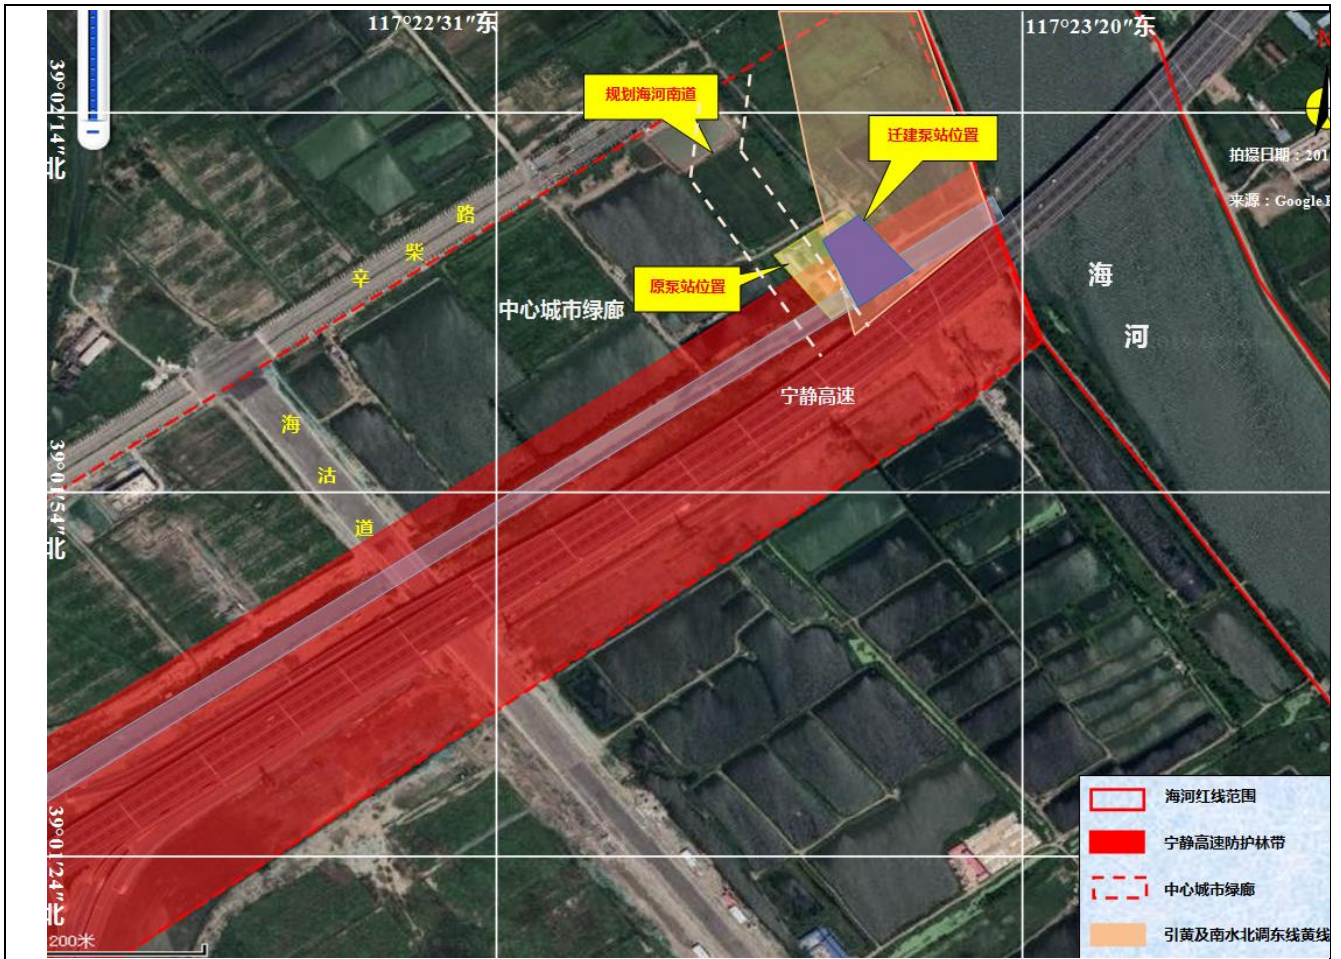 117°22′31″东
117°23′20″东
39°02′14″北
规划海河南道
迁建泵站位置
拍摄日期：201
来源：Google
路
柴
辛
原泵站位置
中心城市绿廊
海
河
宁静高速
海
沽
道
39°01′54″北
39°01′24″北
200米
海河红线范围
宁静高速防护林带
中心城市绿廊
引黄及南水北调东线黄线